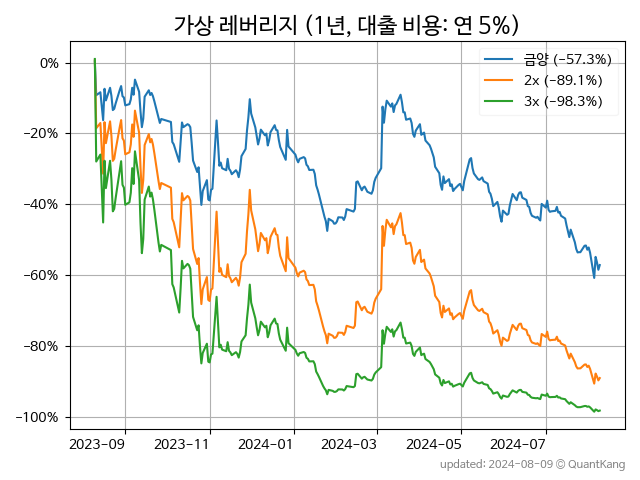 가상 레버리지 (1년, 대출 비용: 연 5%)
금양 (−57.3%)
2x (−89.1%)
3x (−98.3%)
0%
−20%
−40%
−60%
−80%
−100%
2023-09 2023-11 2024-01 2024-03 2024-05 2024-07
updated: 2024-08-09 © QuantKang